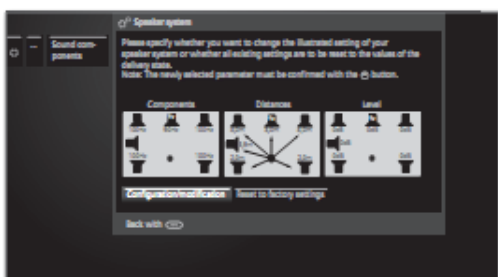 Speaker system
Sound com-
ponents
Please specify whether you want to change the illustrated setting of your
speaker system or whether all existing settings are to be reset to the values of the
delivery state.
Note: The newly selected parameter must be confirmed with the button.
Components Distances Level
Configuration/modification Reset to factory settings
Back with